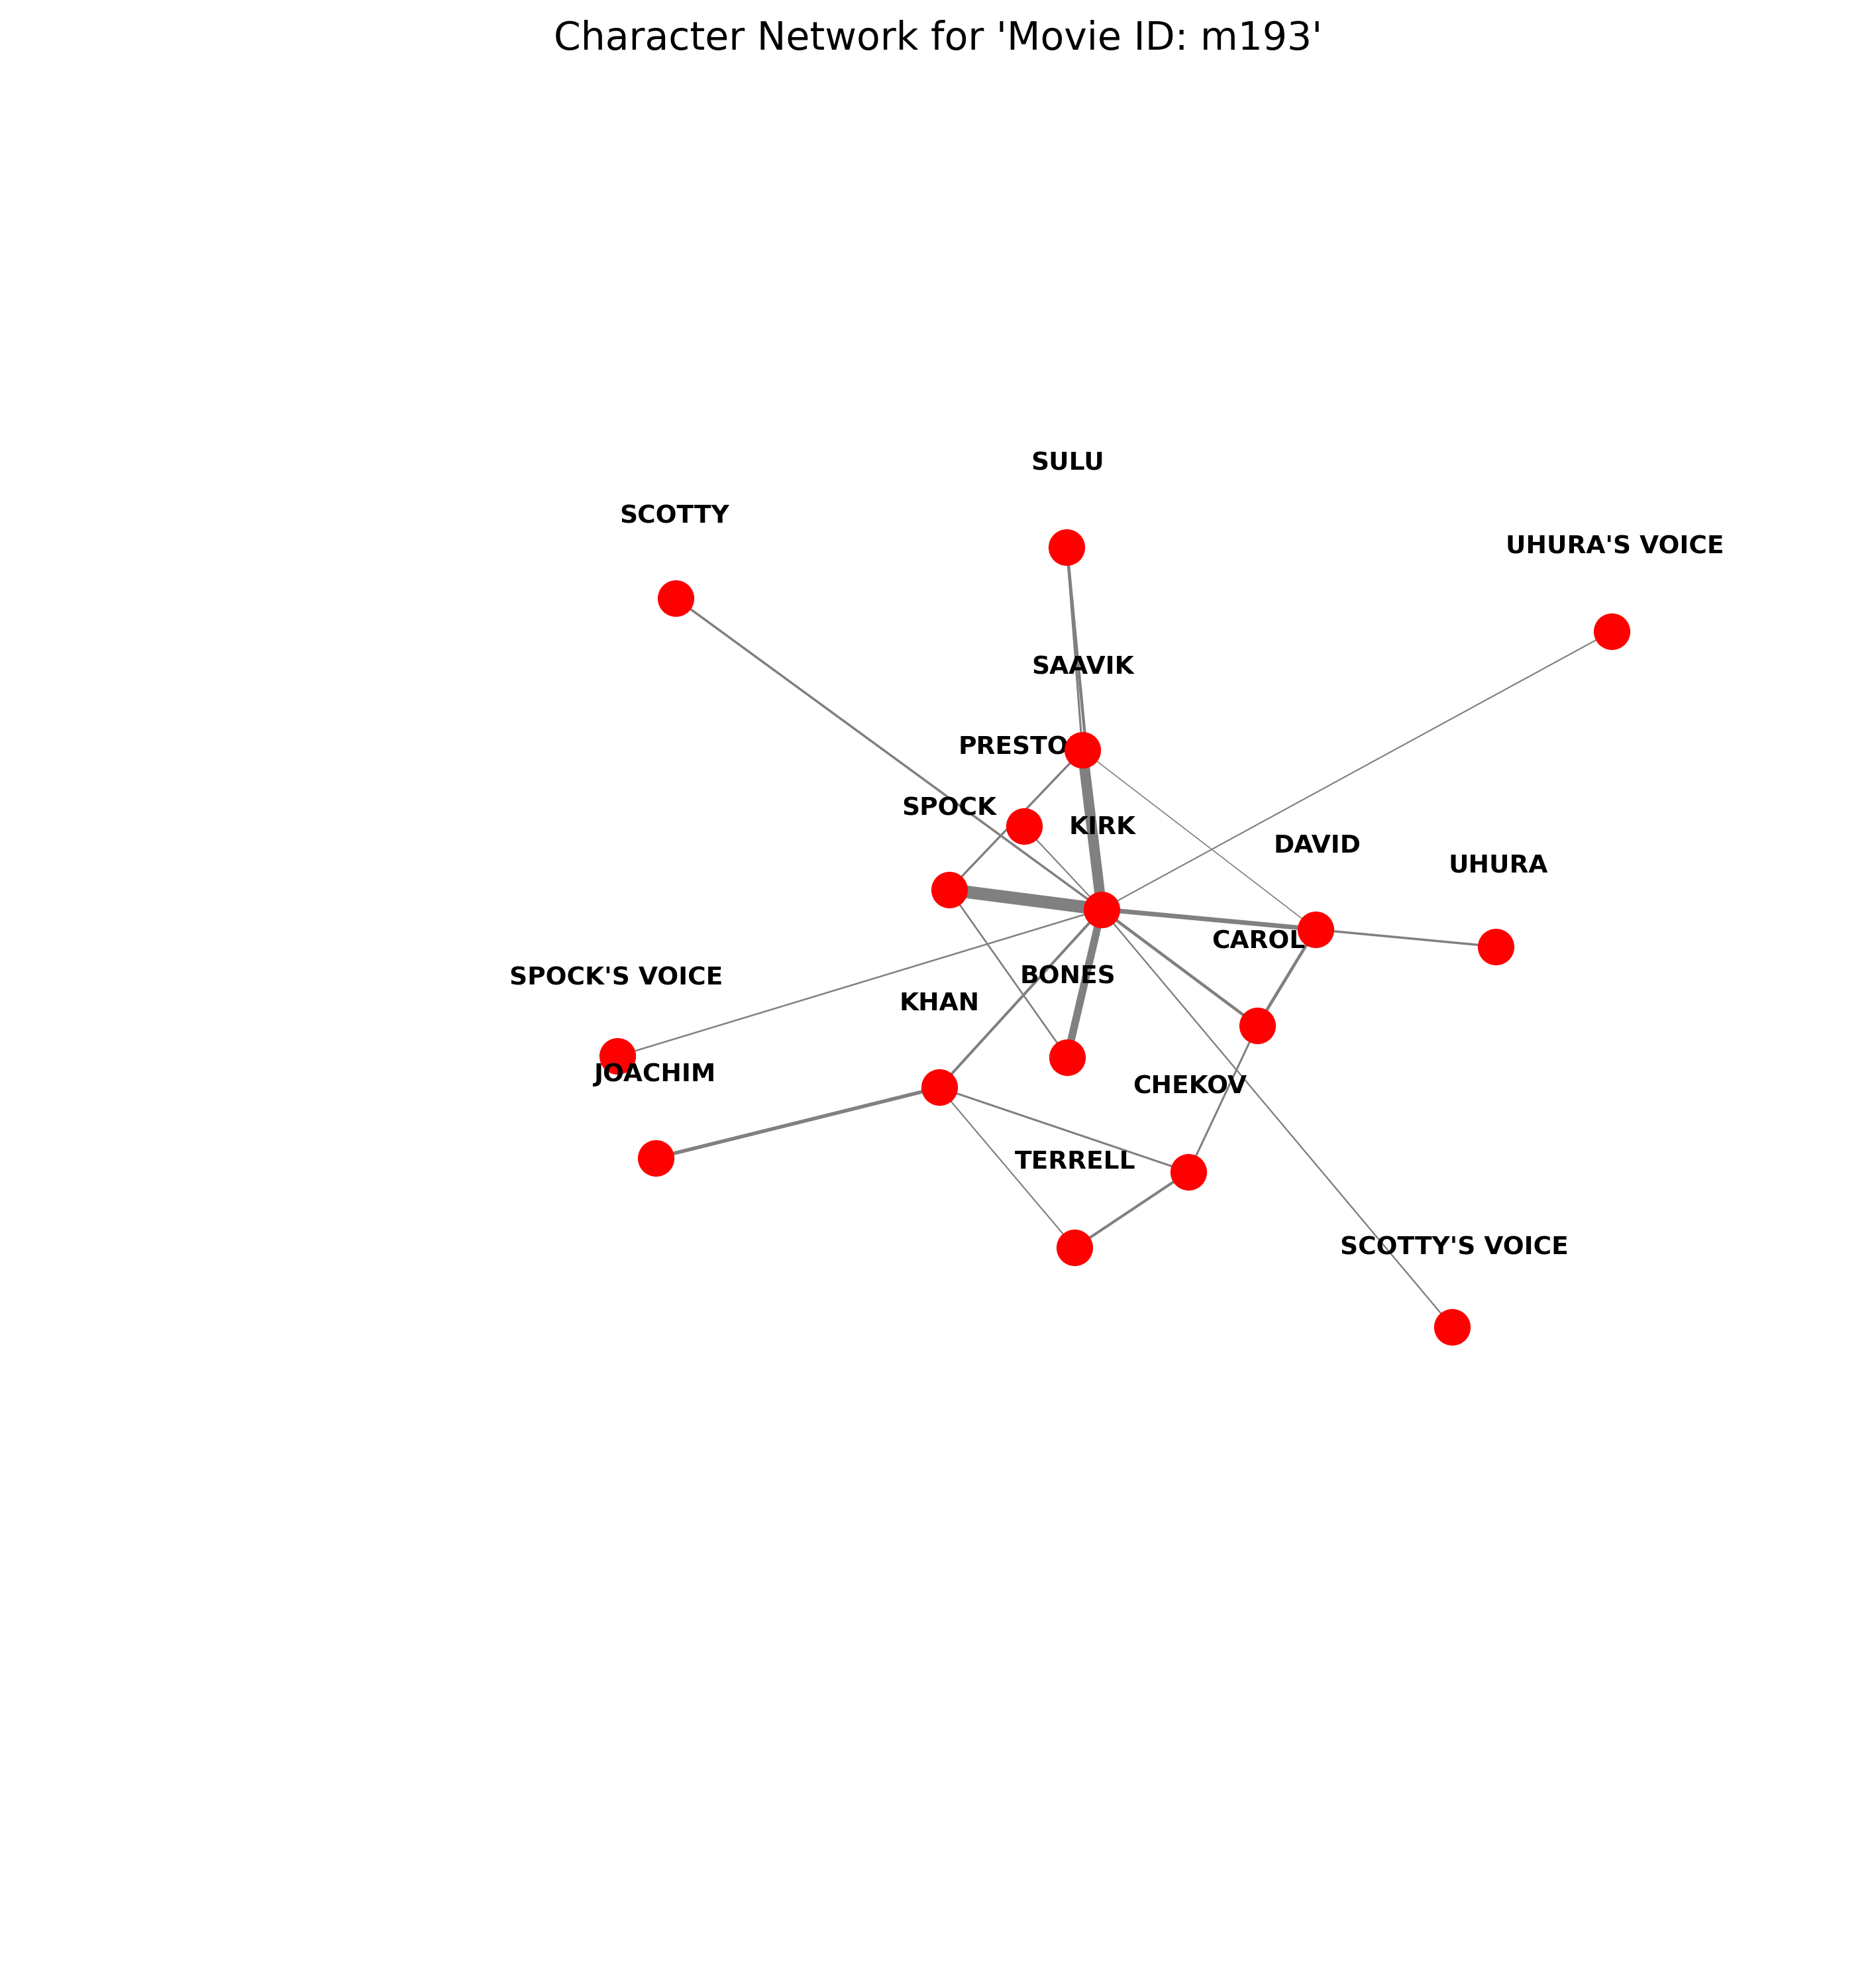 Character Network for 'Movie ID: m193'
SULU
SCOTTY
UHURA'S VOICE
SAAVIK
PRESTO
SPOCK
KIRK
DAVID
UHURA
CAROL
SPOCK'S VOICE
BONES
KHAN
JOACHIM
CHEKOV
TERRELL
SCOTTY'S VOICE